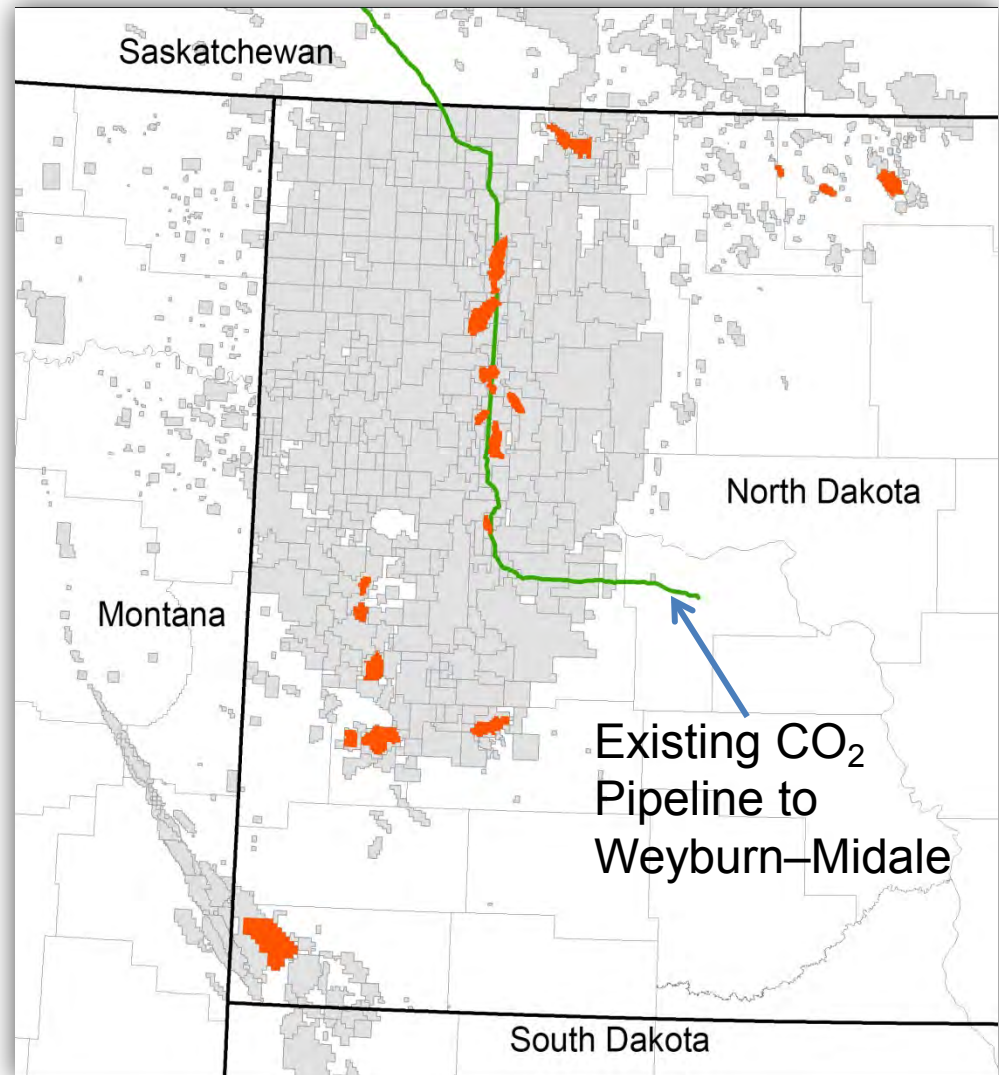 Saskatchewan
North Dakota
Montana
Existing CO₂
Pipeline to
Weyburn–Midale
South Dakota